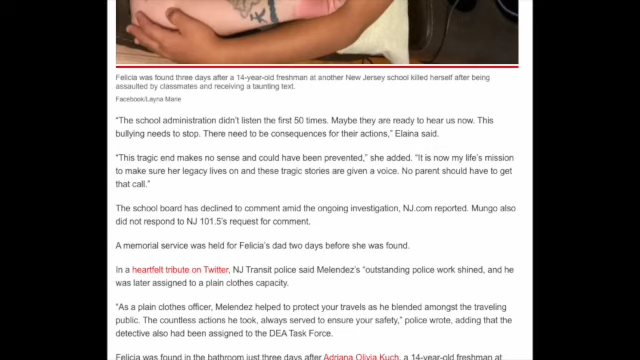 Felicia was found three days after a 14-year-old freshman at another New Jersey school killed herself after being
assaulted by classmates and receiving a taunting text.
Facebook/Layna Marie
“The school administration didn’t listen the first 50 times. Maybe they are ready to hear us now. This
bullying needs to stop. There need to be consequences for their actions,” Elaina said.
“This tragic end makes no sense and could have been prevented,” she added. “It is now my life’s mission
to make sure her legacy lives on and these tragic stories are given a voice. No parent should have to get
that call.”
The school board has declined to comment amid the ongoing investigation, NJ.com reported. Mungo also
did not respond to NJ 101.5’s request for comment.
A memorial service was held for Felicia’s dad two days before she was found.
In a heartfelt tribute on Twitter, NJ Transit police said Melendez’s “outstanding police work shined, and he
was later assigned to a plain clothes capacity.
“As a plain clothes officer, Melendez helped to protect your travels as he blended amongst the traveling
public. The countless actions he took, always served to ensure your safety,” police wrote, adding that the
detective also had been assigned to the DEA Task Force.
Felicia was found in the bathroom just three days after Adriana Olivia Kuch, a 14-year-old freshman at